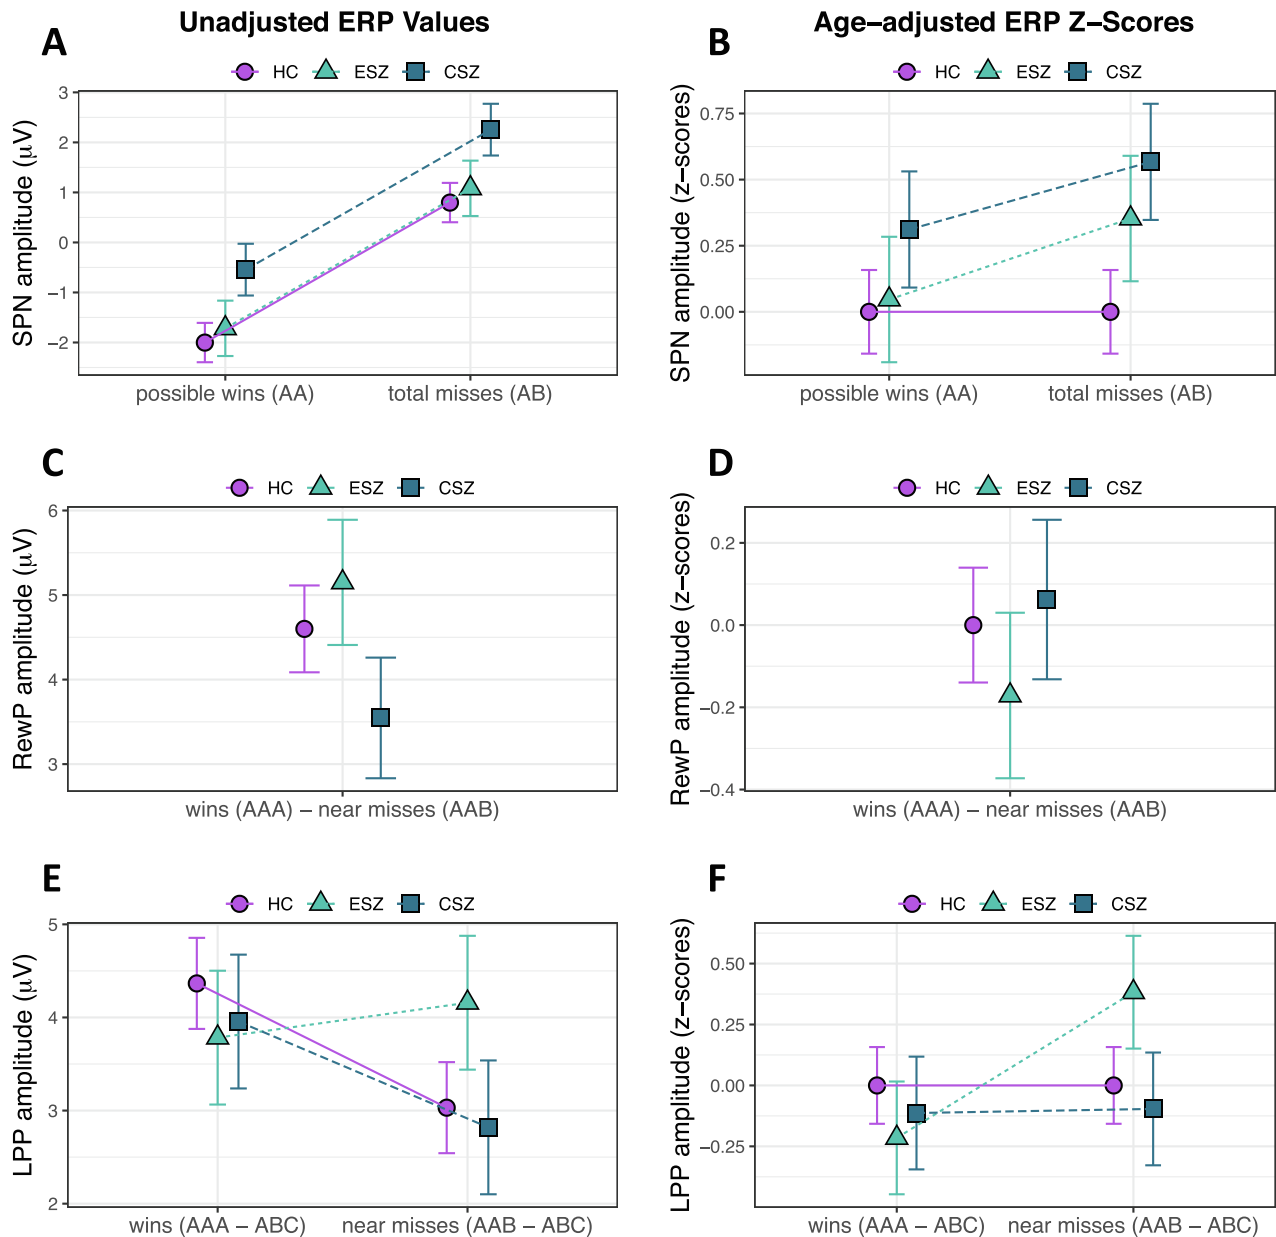 Unadjusted ERP Values
Age–adjusted ERP Z–Scores
A
HC ESZ CSZ
SPN amplitude (μV)
3
2
1
0
−1
−2
possible wins (AA) total misses (AB)
B
HC ESZ CSZ
SPN amplitude (z−scores)
0.75
0.50
0.25
0.00
possible wins (AA) total misses (AB)
C
HC ESZ CSZ
RewP amplitude (μV)
6
5
4
3
wins (AAA) − near misses (AAB)
D
HC ESZ CSZ
RewP amplitude (z−scores)
0.2
0.0
−0.2
−0.4
wins (AAA) − near misses (AAB)
E
HC ESZ CSZ
LPP amplitude (μV)
5
4
3
2
wins (AAA − ABC) near misses (AAB − ABC)
F
HC ESZ CSZ
LPP amplitude (z−scores)
0.50
0.25
0.00
−0.25
wins (AAA − ABC) near misses (AAB − ABC)